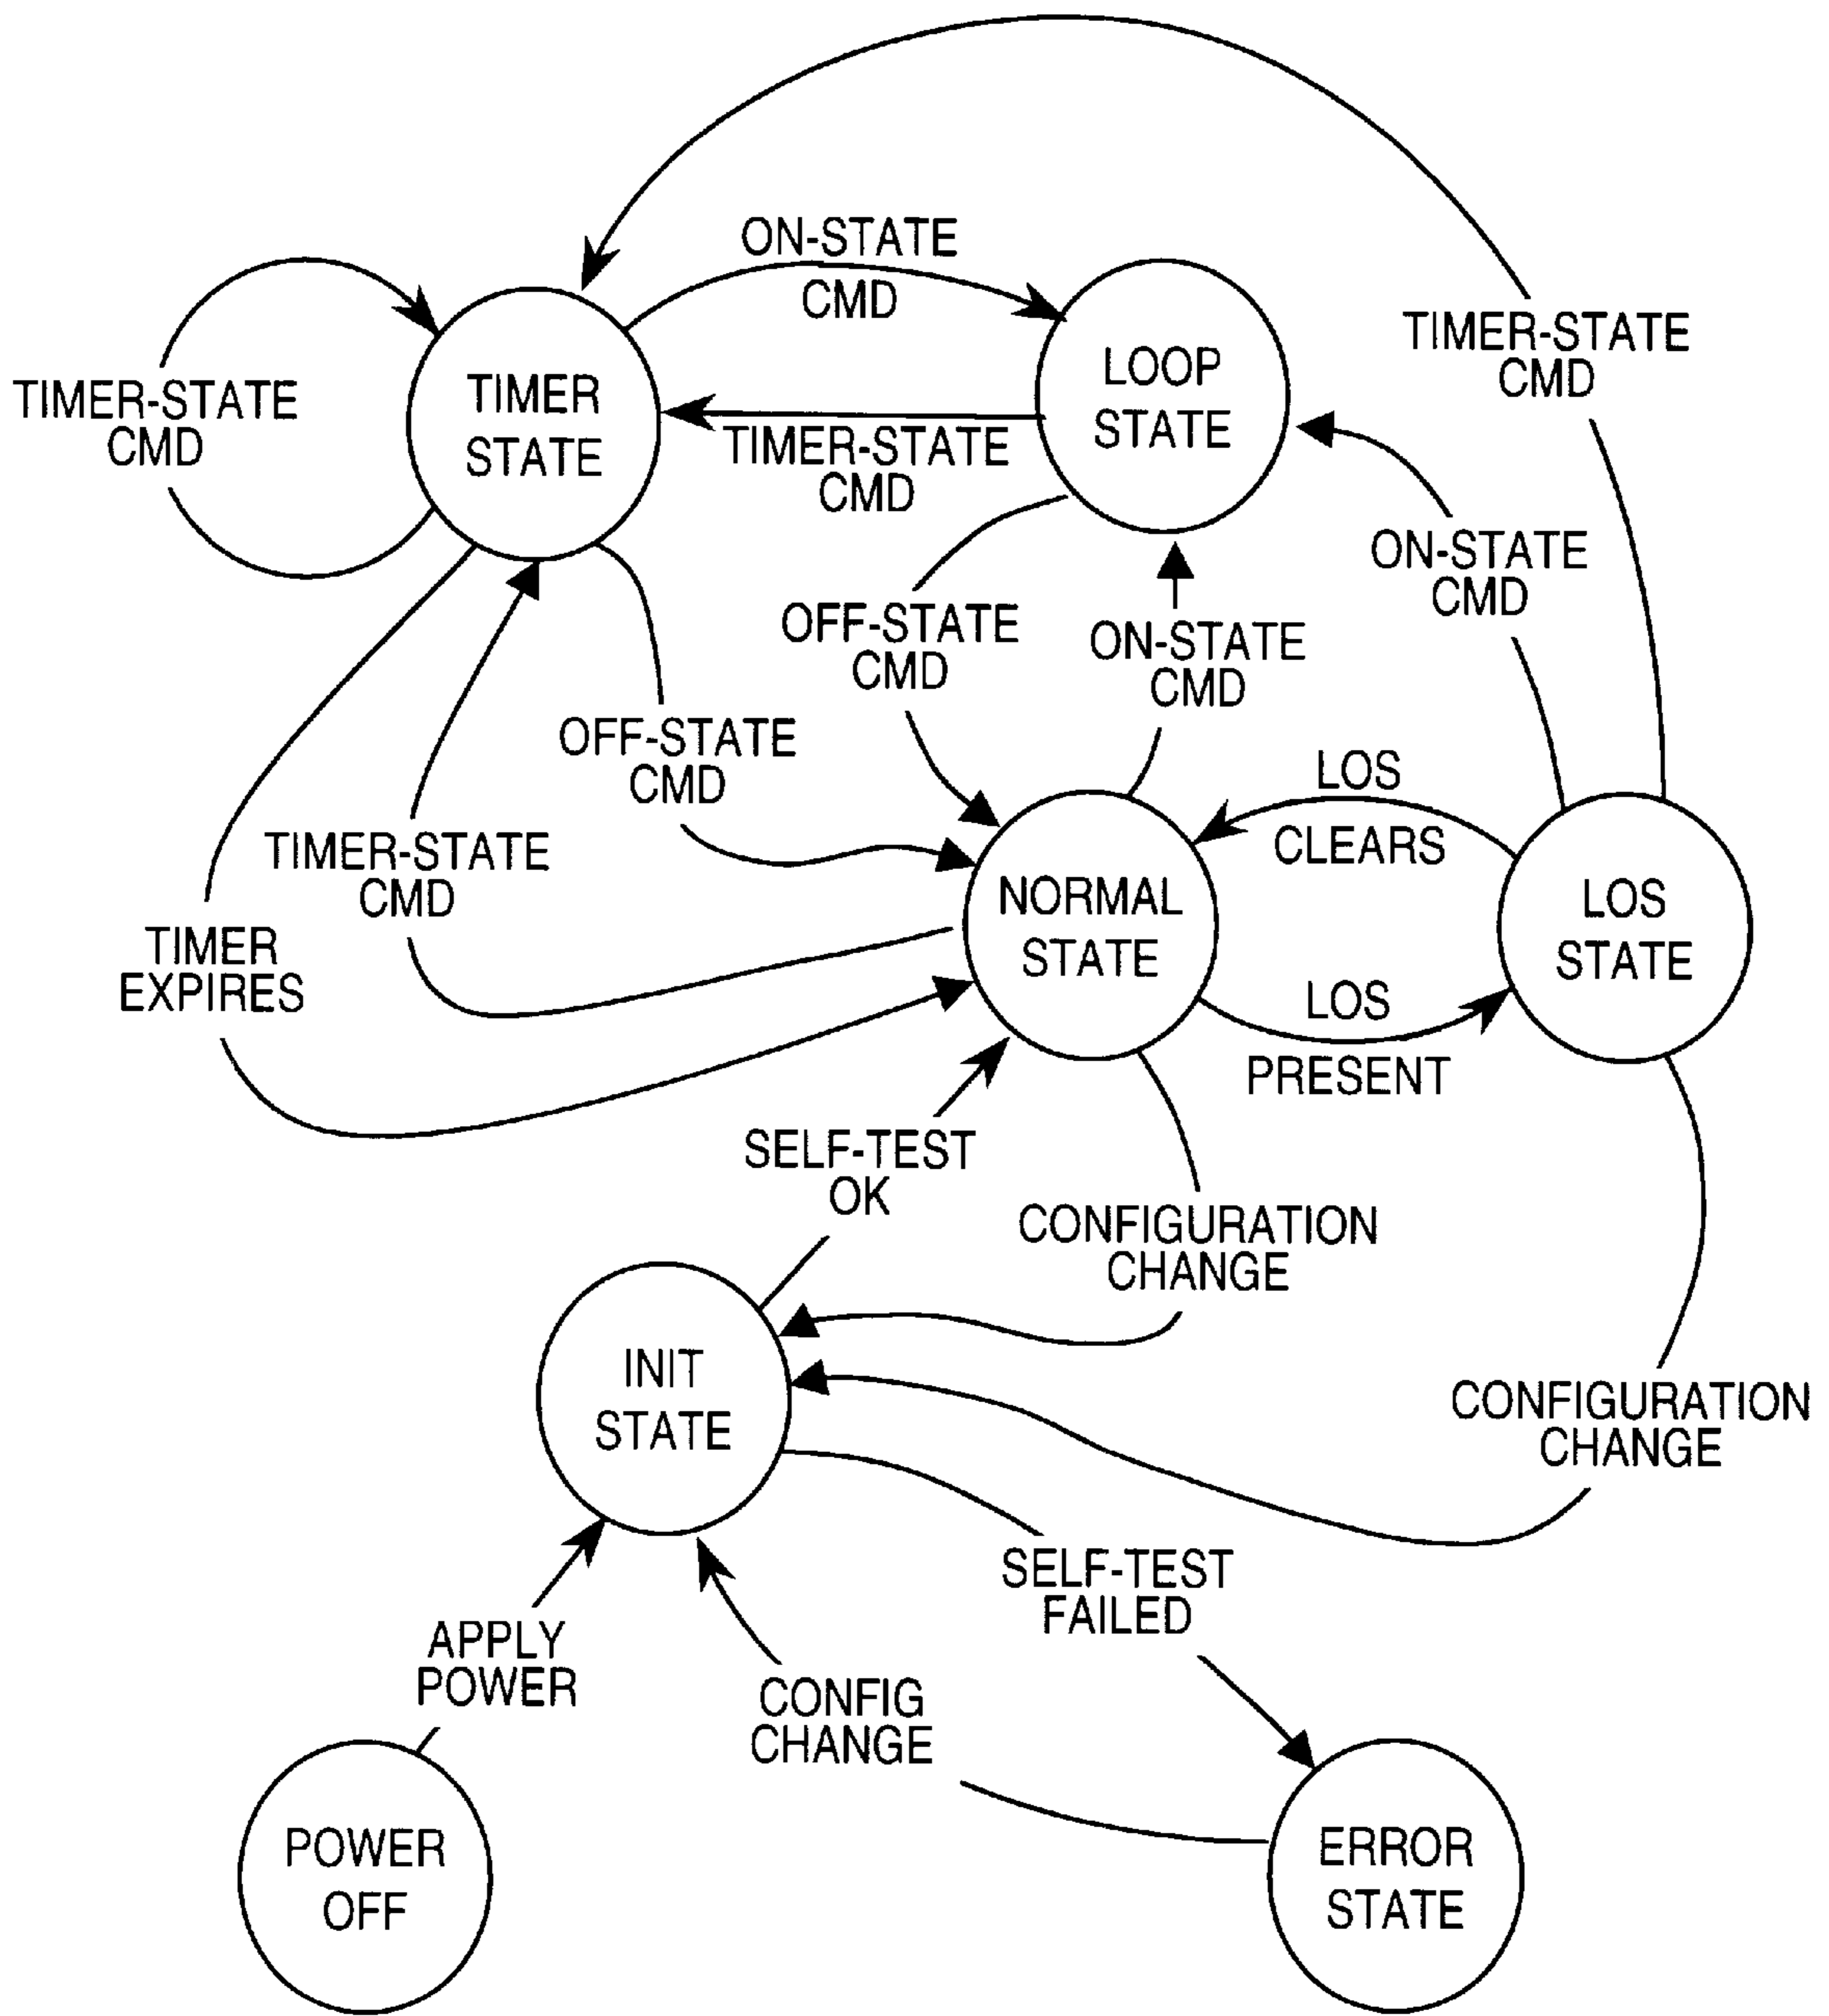 ON-STATE
CMD
TIMER-STATE
CMD
LOOP
STATE
TIMER
STATE
TIMER-STATE
CMD
TIMER-STATE
CMD
ON-STATE
CMD
OFF-STATE
CMD
ON-STATE
CMD
OFF-STATE
CMD
LOS
CLEARS
TIMER-STATE
CMD
NORMAL
STATE
LOS
STATE
TIMER
EXPIRES
LOS
PRESENT
SELF-TEST
OK
CONFIGURATION
CHANGE
INIT
STATE
CONFIGURATION
CHANGE
SELF-TEST
FAILED
APPLY
POWER
CONFIG
CHANGE
POWER
OFF
ERROR
STATE